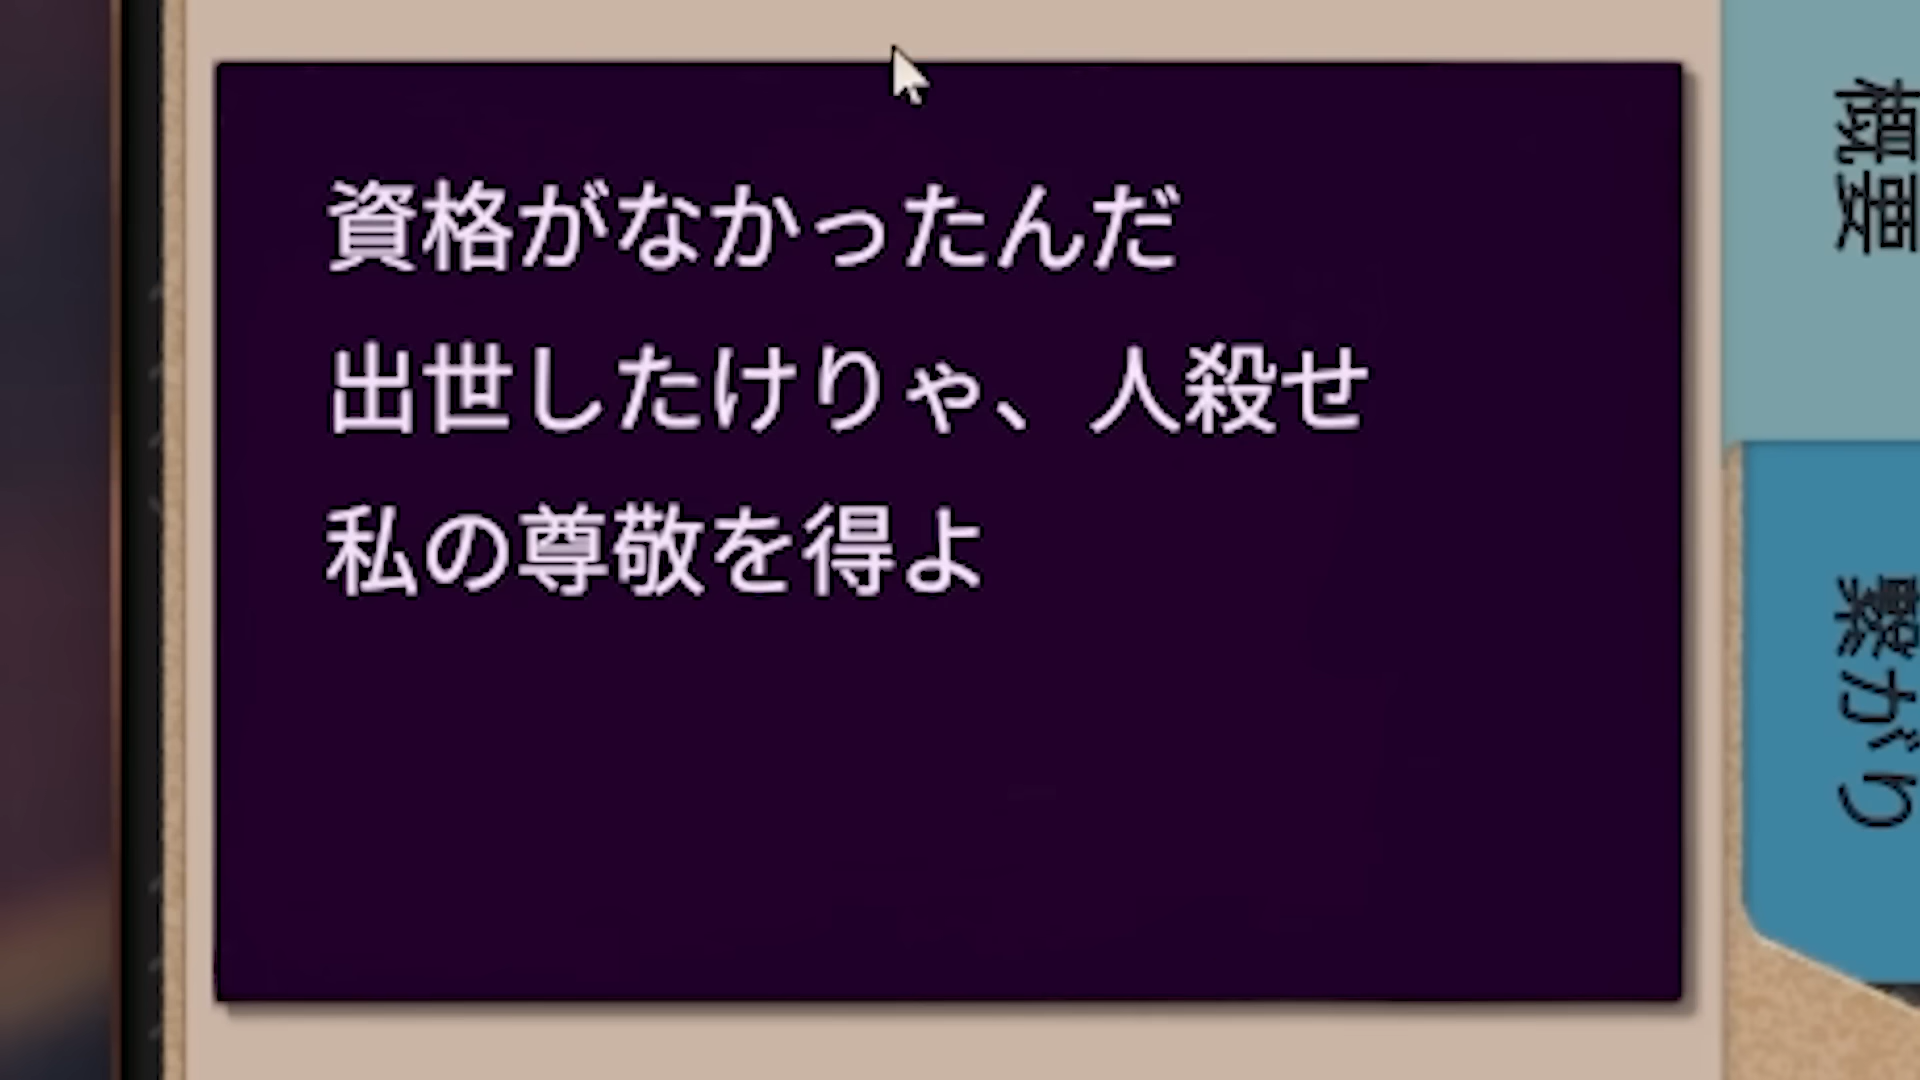 資格がなかったんだ
出世したけりゃ、人殺せ
私の尊敬を得よ
概要
繋がり